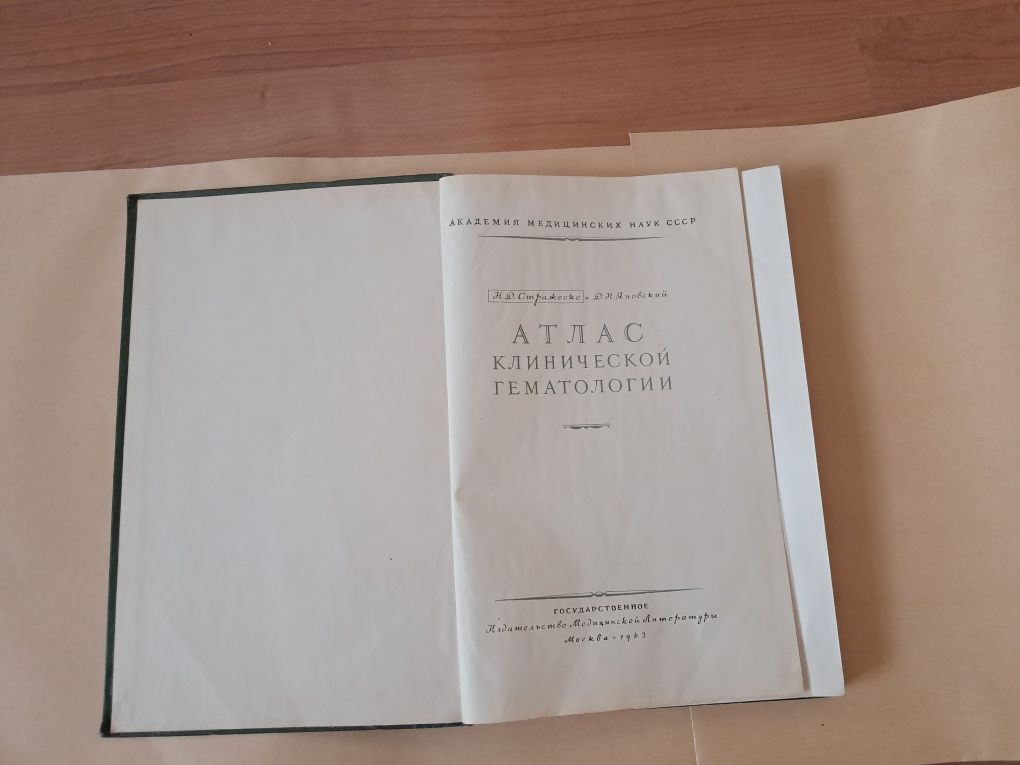 АКАДЕМИЯ МЕДИЦИНСКИХ НАУК СССР
Н.Д.Стражеско и Д.Н.Яновский
АТЛАС
КЛИНИЧЕСКОЙ
ГЕМАТОЛОГИИ
ГОСУДАРСТВЕННОЕ
Издательство Медицинской Литературы
Москва - 1963